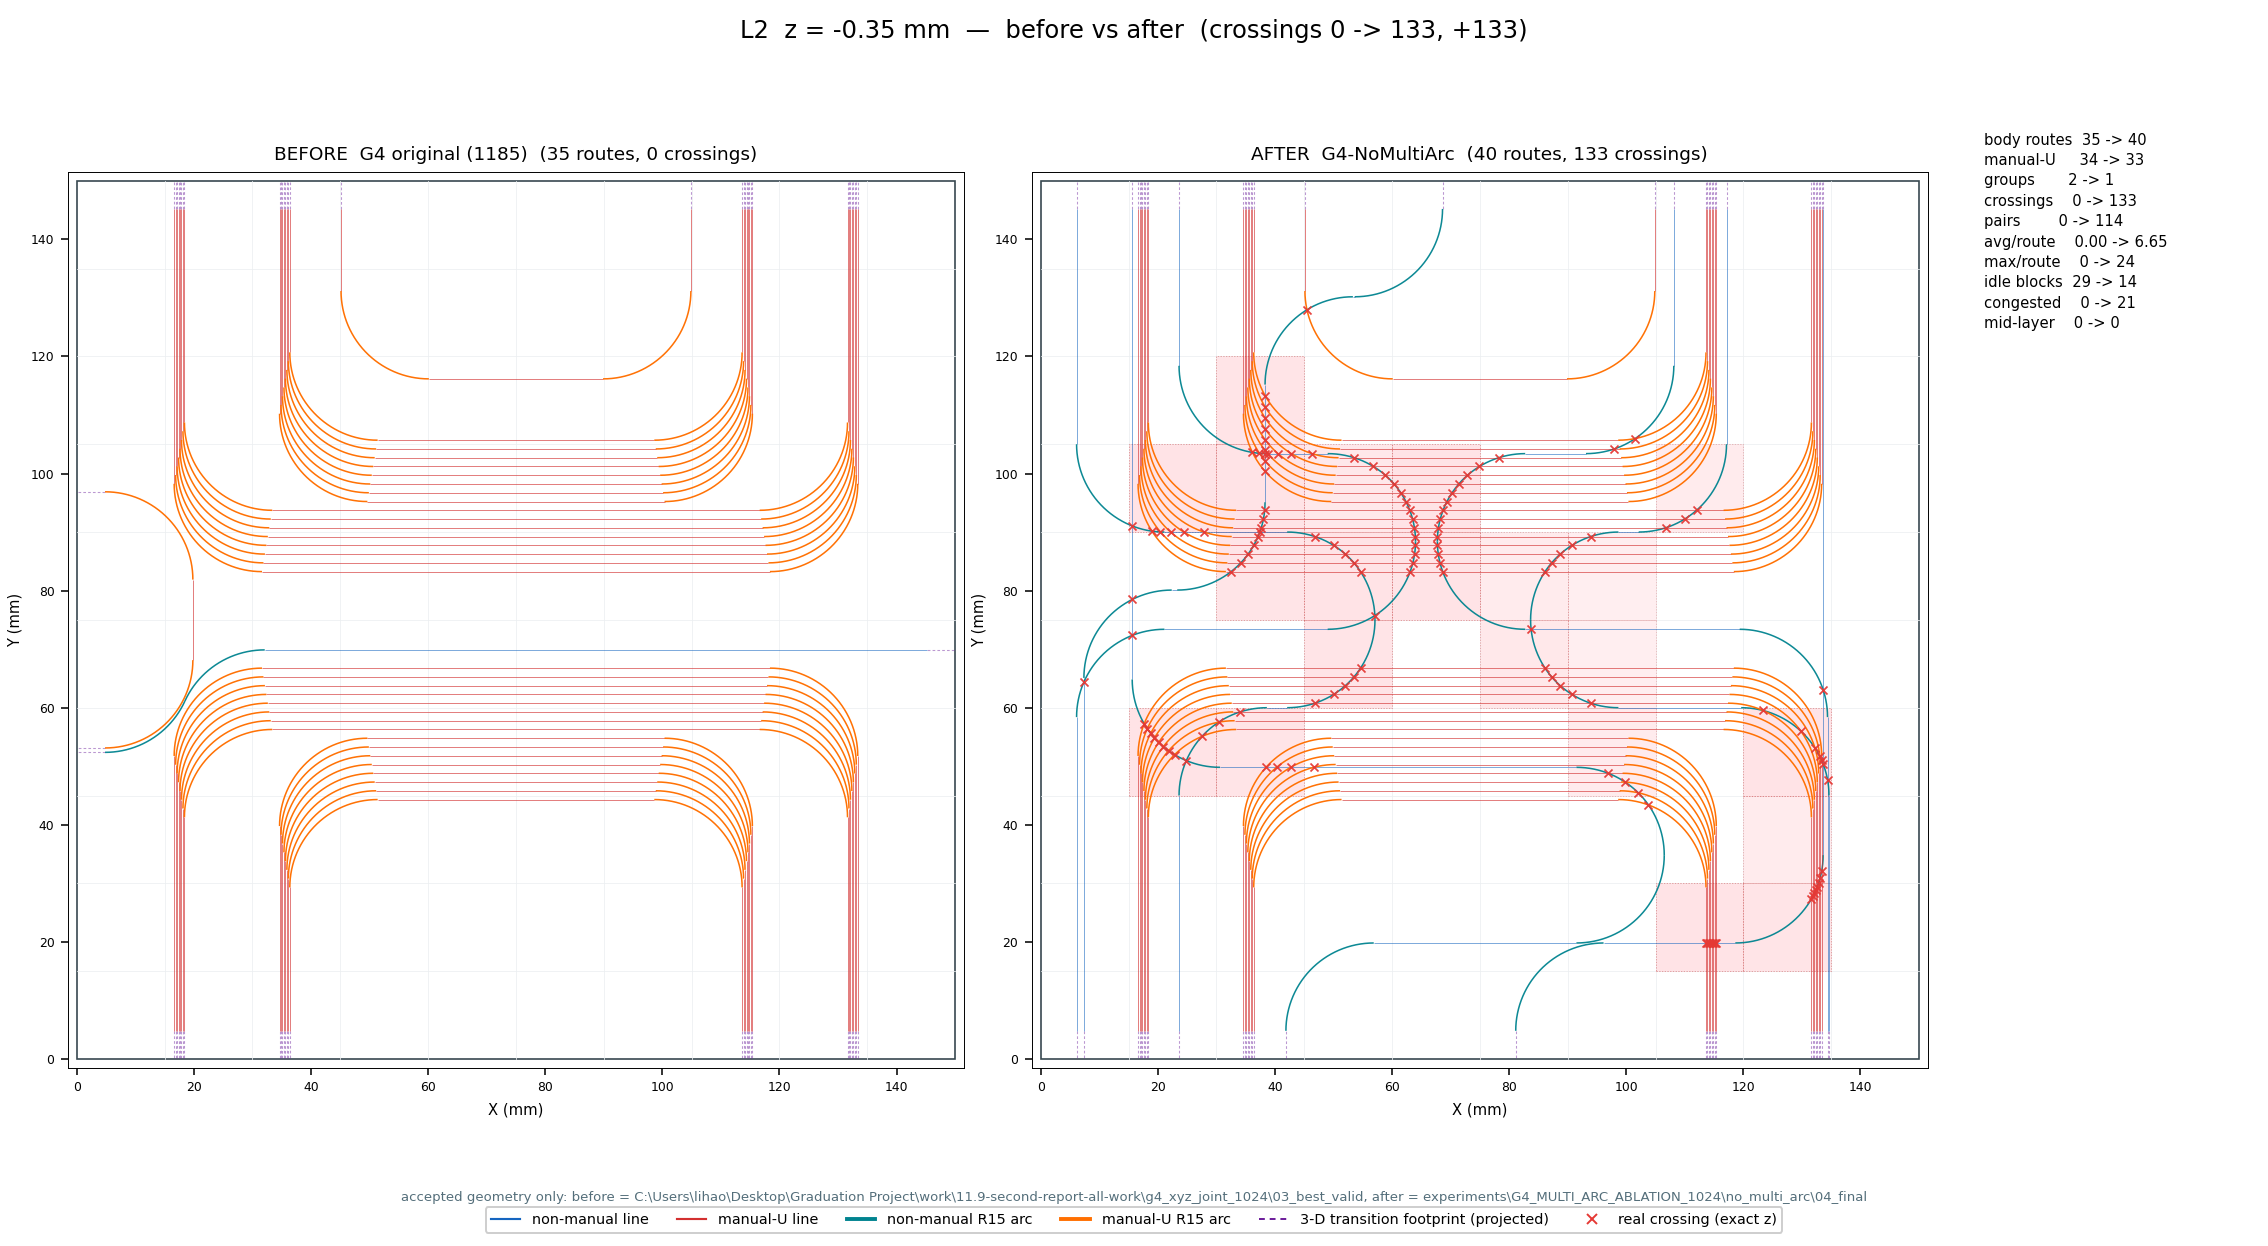 L2 z = -0.35 mm — before vs after (crossings 0 -> 133, +133)
BEFORE G4 original (1185) (35 routes, 0 crossings)
AFTER G4-NoMultiArc (40 routes, 133 crossings)
body routes 35 -> 40
manual-U 34 -> 33
groups 2 -> 1
crossings 0 -> 133
pairs 0 -> 114
avg/route 0.00 -> 6.65
max/route 0 -> 24
idle blocks 29 -> 14
congested 0 -> 21
mid-layer 0 -> 0
Y (mm)
140
120
100
80
60
40
20
0
0 20 40 60 80 100 120 140
X (mm)
Y (mm)
140
120
100
80
60
40
20
0
0 20 40 60 80 100 120 140
X (mm)
accepted geometry only: before = C:\Users\lihao\Desktop\Graduation Project\work\11.9-second-report-all-work\g4_xyz_joint_1024\03_best_valid, after = experiments\G4_MULTI_ARC_ABLATION_1024\no_multi_arc\04_final
non-manual line manual-U line non-manual R15 arc manual-U R15 arc 3-D transition footprint (projected) real crossing (exact z)